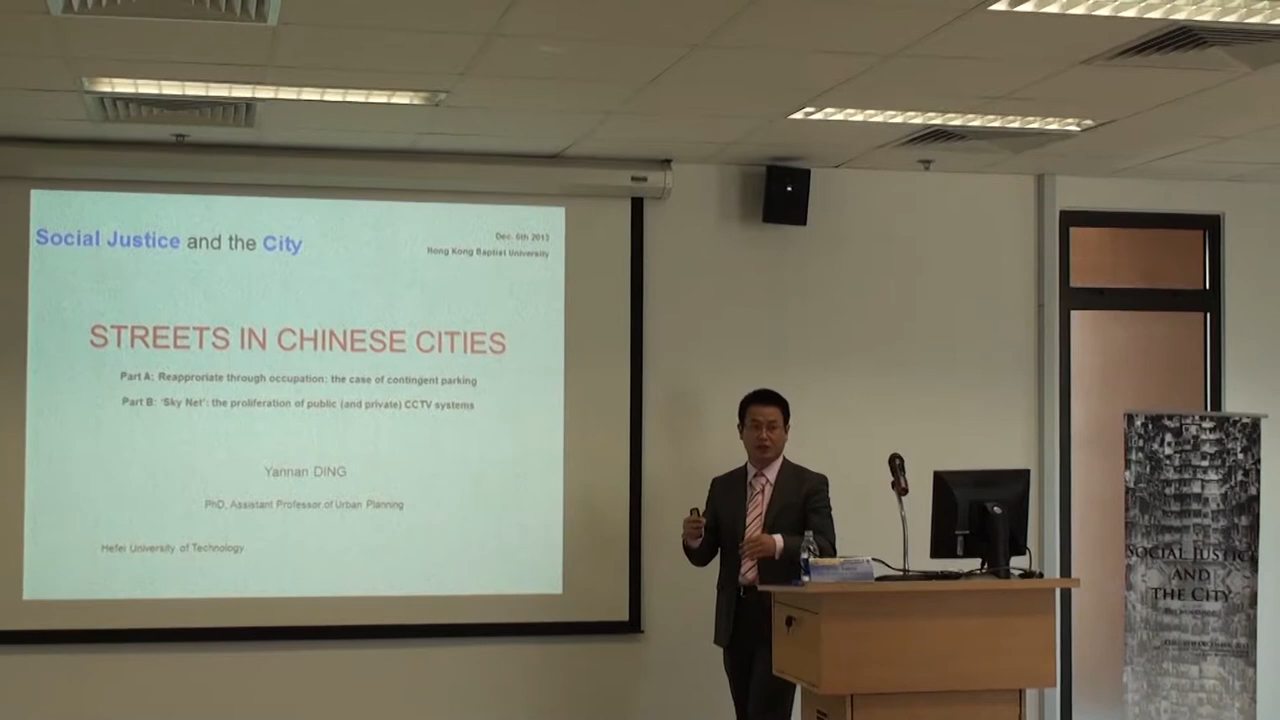 Social Justice and the City
Dec. 6th 2013
Hong Kong Baptist University
STREETS IN CHINESE CITIES
Part A: Reapproriate through occupation: the case of contingent parking
Part B: 'Sky Net': the proliferation of public (and private) CCTV systems
Yannan DING
PhD, Assistant Professor of Urban Planning
Hefei University of Technology
SOCIAL JUSTICE
AND
THE CITY